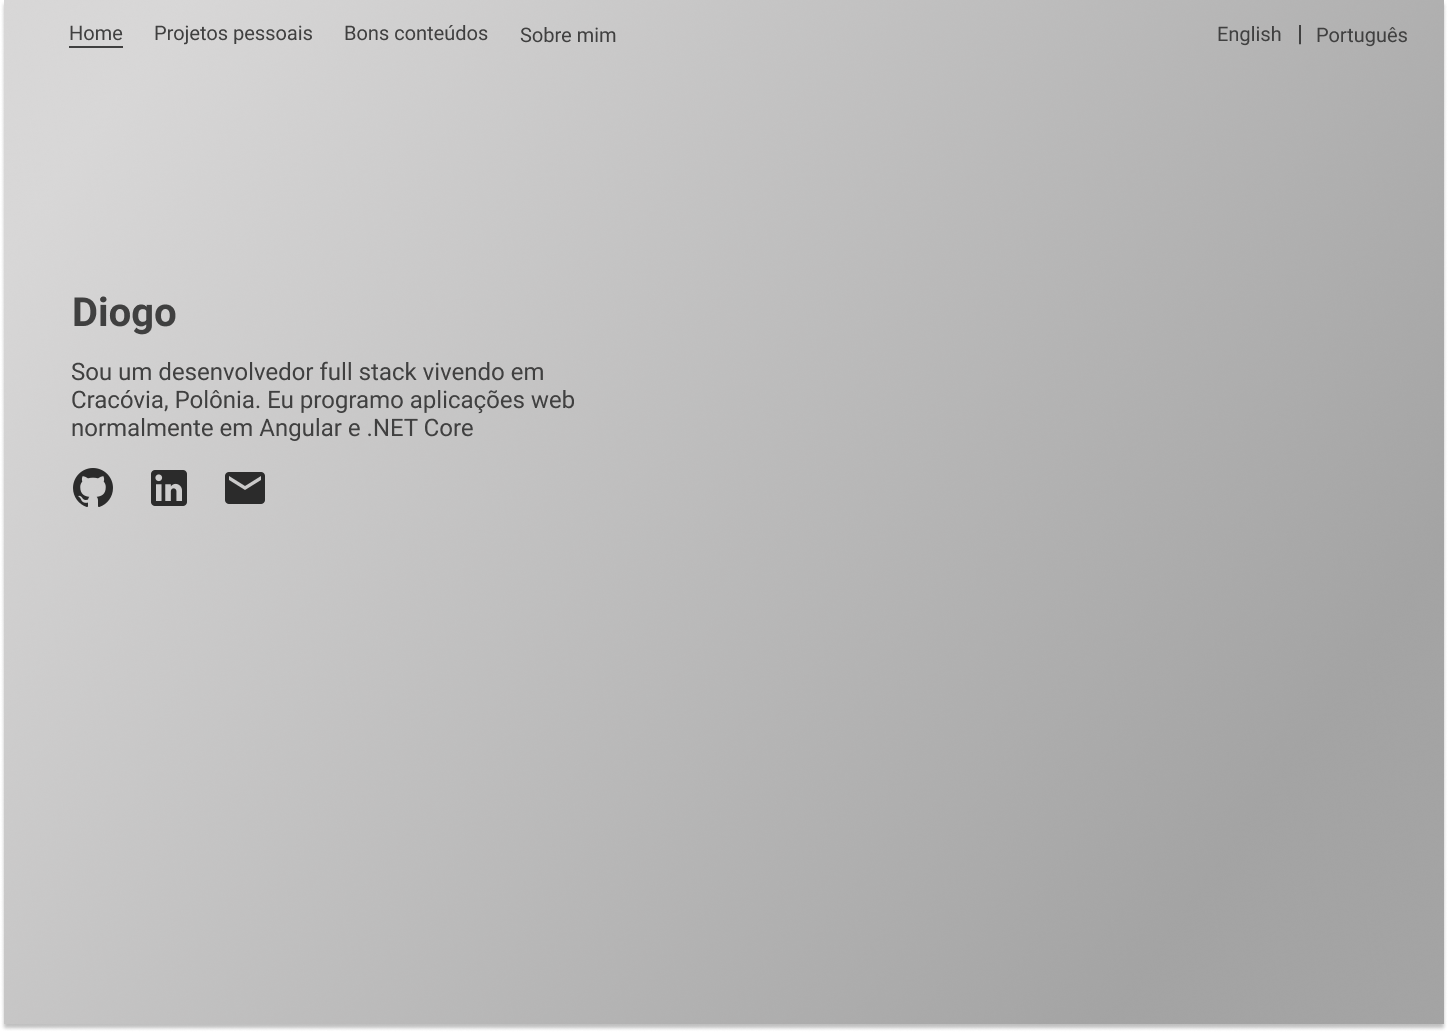 Home Projetos pessoais Bons conteúdos Sobre mim English | Português
Diogo
Sou um desenvolvedor full stack vivendo em
Cracóvia, Polônia. Eu programo aplicações web
normalmente em Angular e .NET Core
in